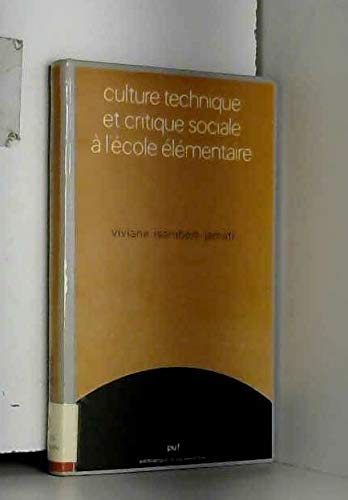 culture technique
et critique sociale
à l'école élémentaire
viviane isambert-jamati
puf